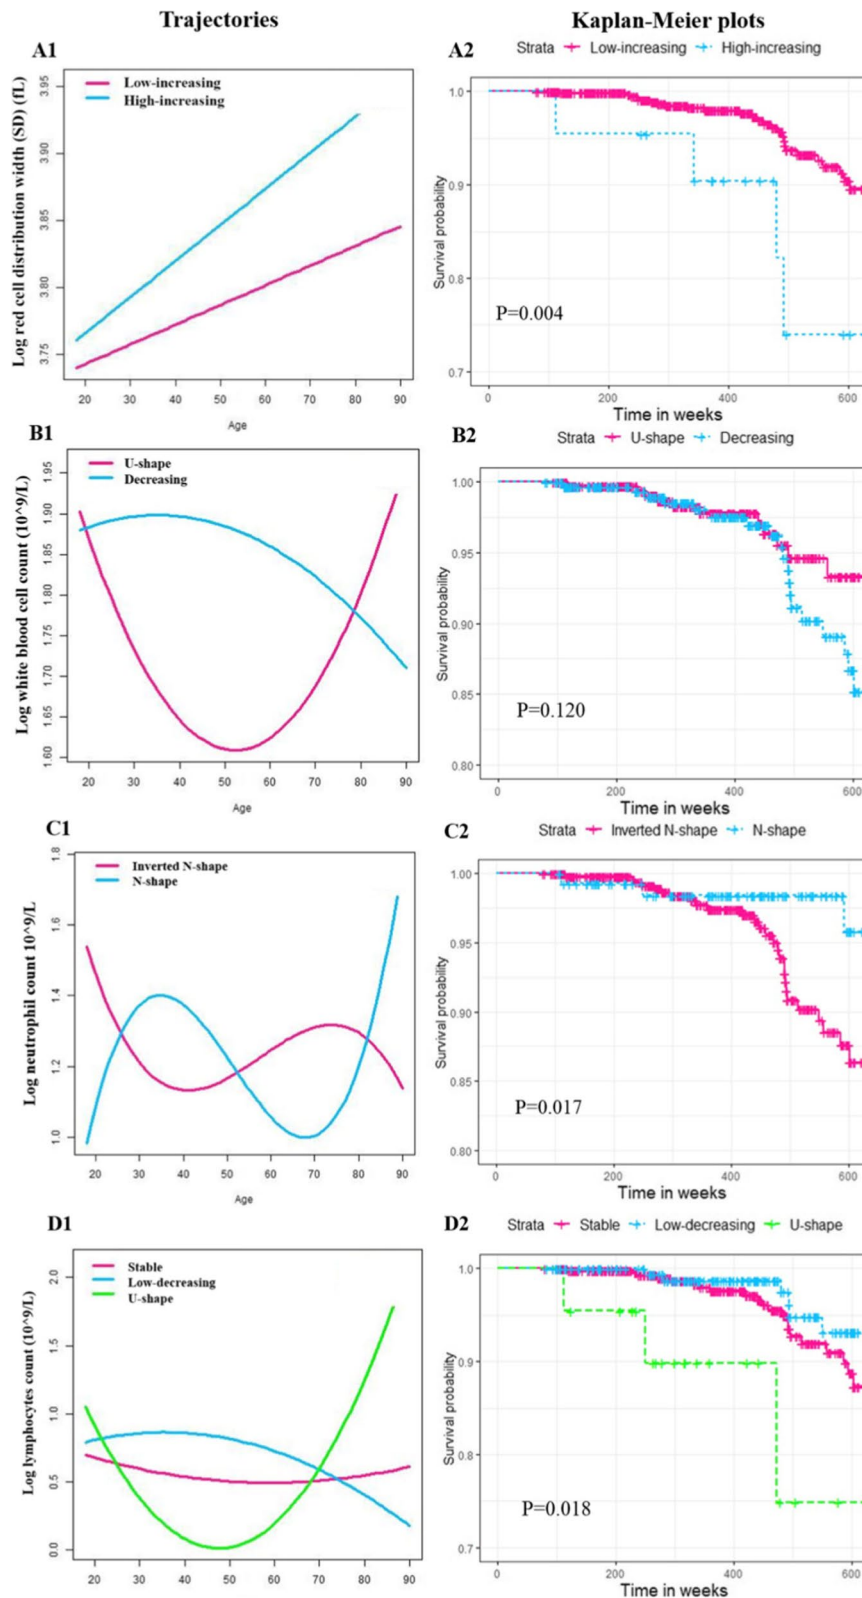 Trajectories
Kaplan-Meier plots
A1
Low-increasing
High-increasing
Log red cell distribution width (SD) (fL)
3.95
3.90
3.85
3.80
3.75
20 30 40 50 60 70 80 90
Age
A2
Strata Low-increasing High-increasing
Survival probability
1.0
0.9
0.8
0.7
P=0.004
0 200 400 600
Time in weeks
B1
U-shape
Decreasing
Log white blood cell count (10^9/L)
1.95
1.90
1.85
1.80
1.75
1.70
1.65
1.60
20 30 40 50 60 70 80 90
Age
B2
Strata U-shape Decreasing
Survival probability
1.00
0.95
0.90
0.85
0.80
P=0.120
0 200 400 600
Time in weeks
C1
Inverted N-shape
N-shape
Log neutrophil count 10^9/L
1.8
1.6
1.4
1.2
1.0
20 30 40 50 60 70 80 90
Age
C2
Strata Inverted N-shape N-shape
Survival probability
1.00
0.95
0.90
0.85
0.80
P=0.017
0 200 400 600
Time in weeks
D1
Stable
Low-decreasing
U-shape
Log lymphocytes count (10^9/L)
2.0
1.5
1.0
0.5
0.0
20 30 40 50 60 70 80 90
D2
Strata Stable Low-decreasing U-shape
Survival probability
1.0
0.9
0.8
0.7
P=0.018
0 200 400 600
Time in weeks